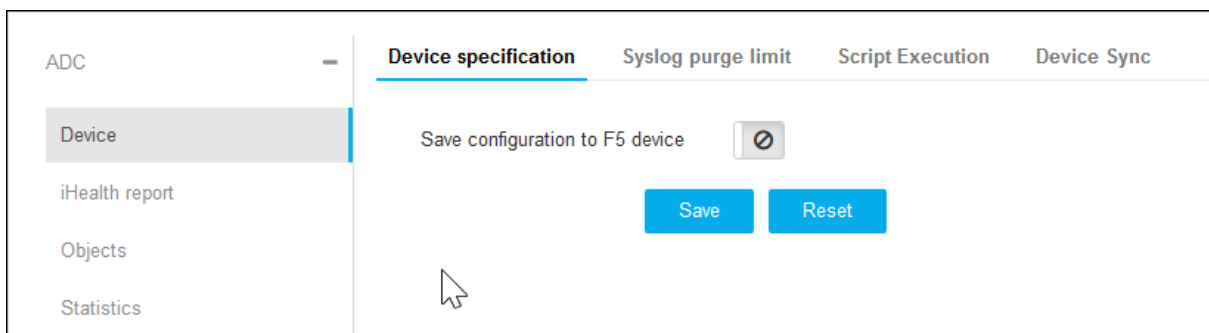 ADC
Device
iHealth report
Objects
Statistics
Device specification Syslog purge limit Script Execution Device Sync
Save configuration to F5 device
Save Reset